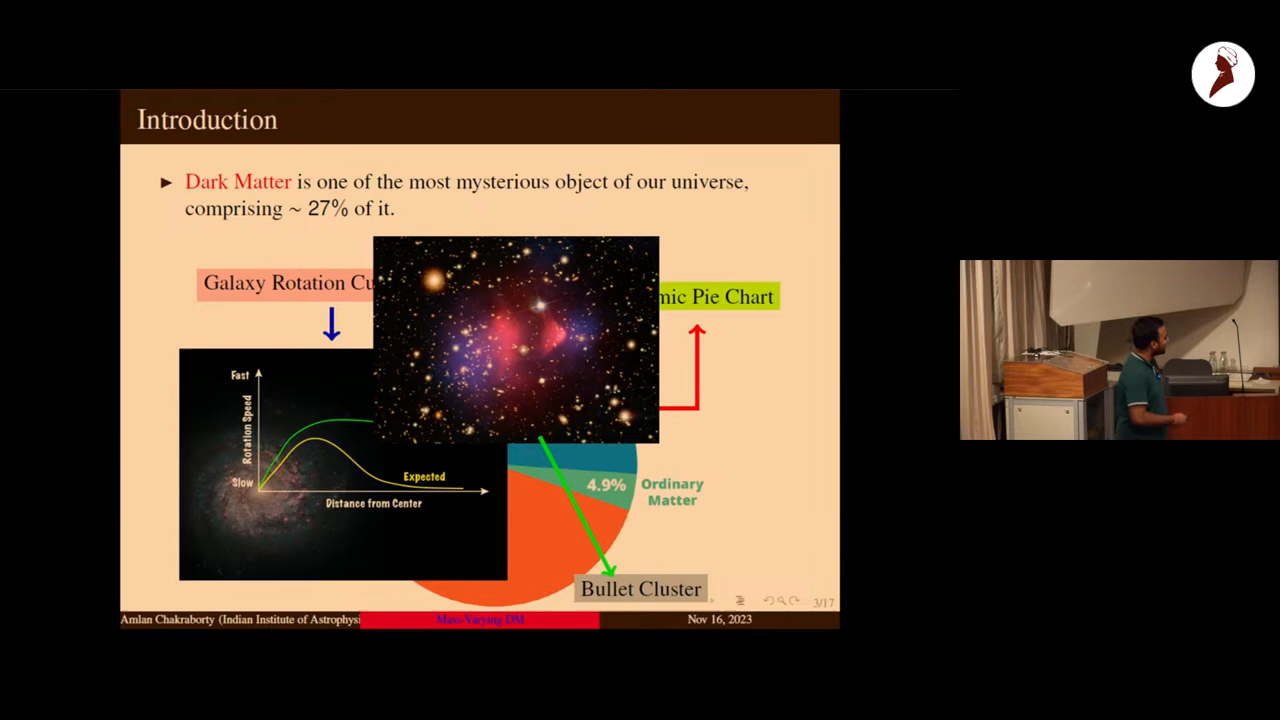 Introduction
► Dark Matter is one of the most mysterious object of our universe,
comprising ~ 27% of it.
Galaxy Rotation Cu
mic Pie Chart
Fast
Rotation Speed
Slow
Expected
Distance from Center
4.9%
Ordinary
Matter
Bullet Cluster
3/17
Amlan Chakraborty (Indian Institute of Astrophysi
Mass-Varying DM
Nov 16, 2023